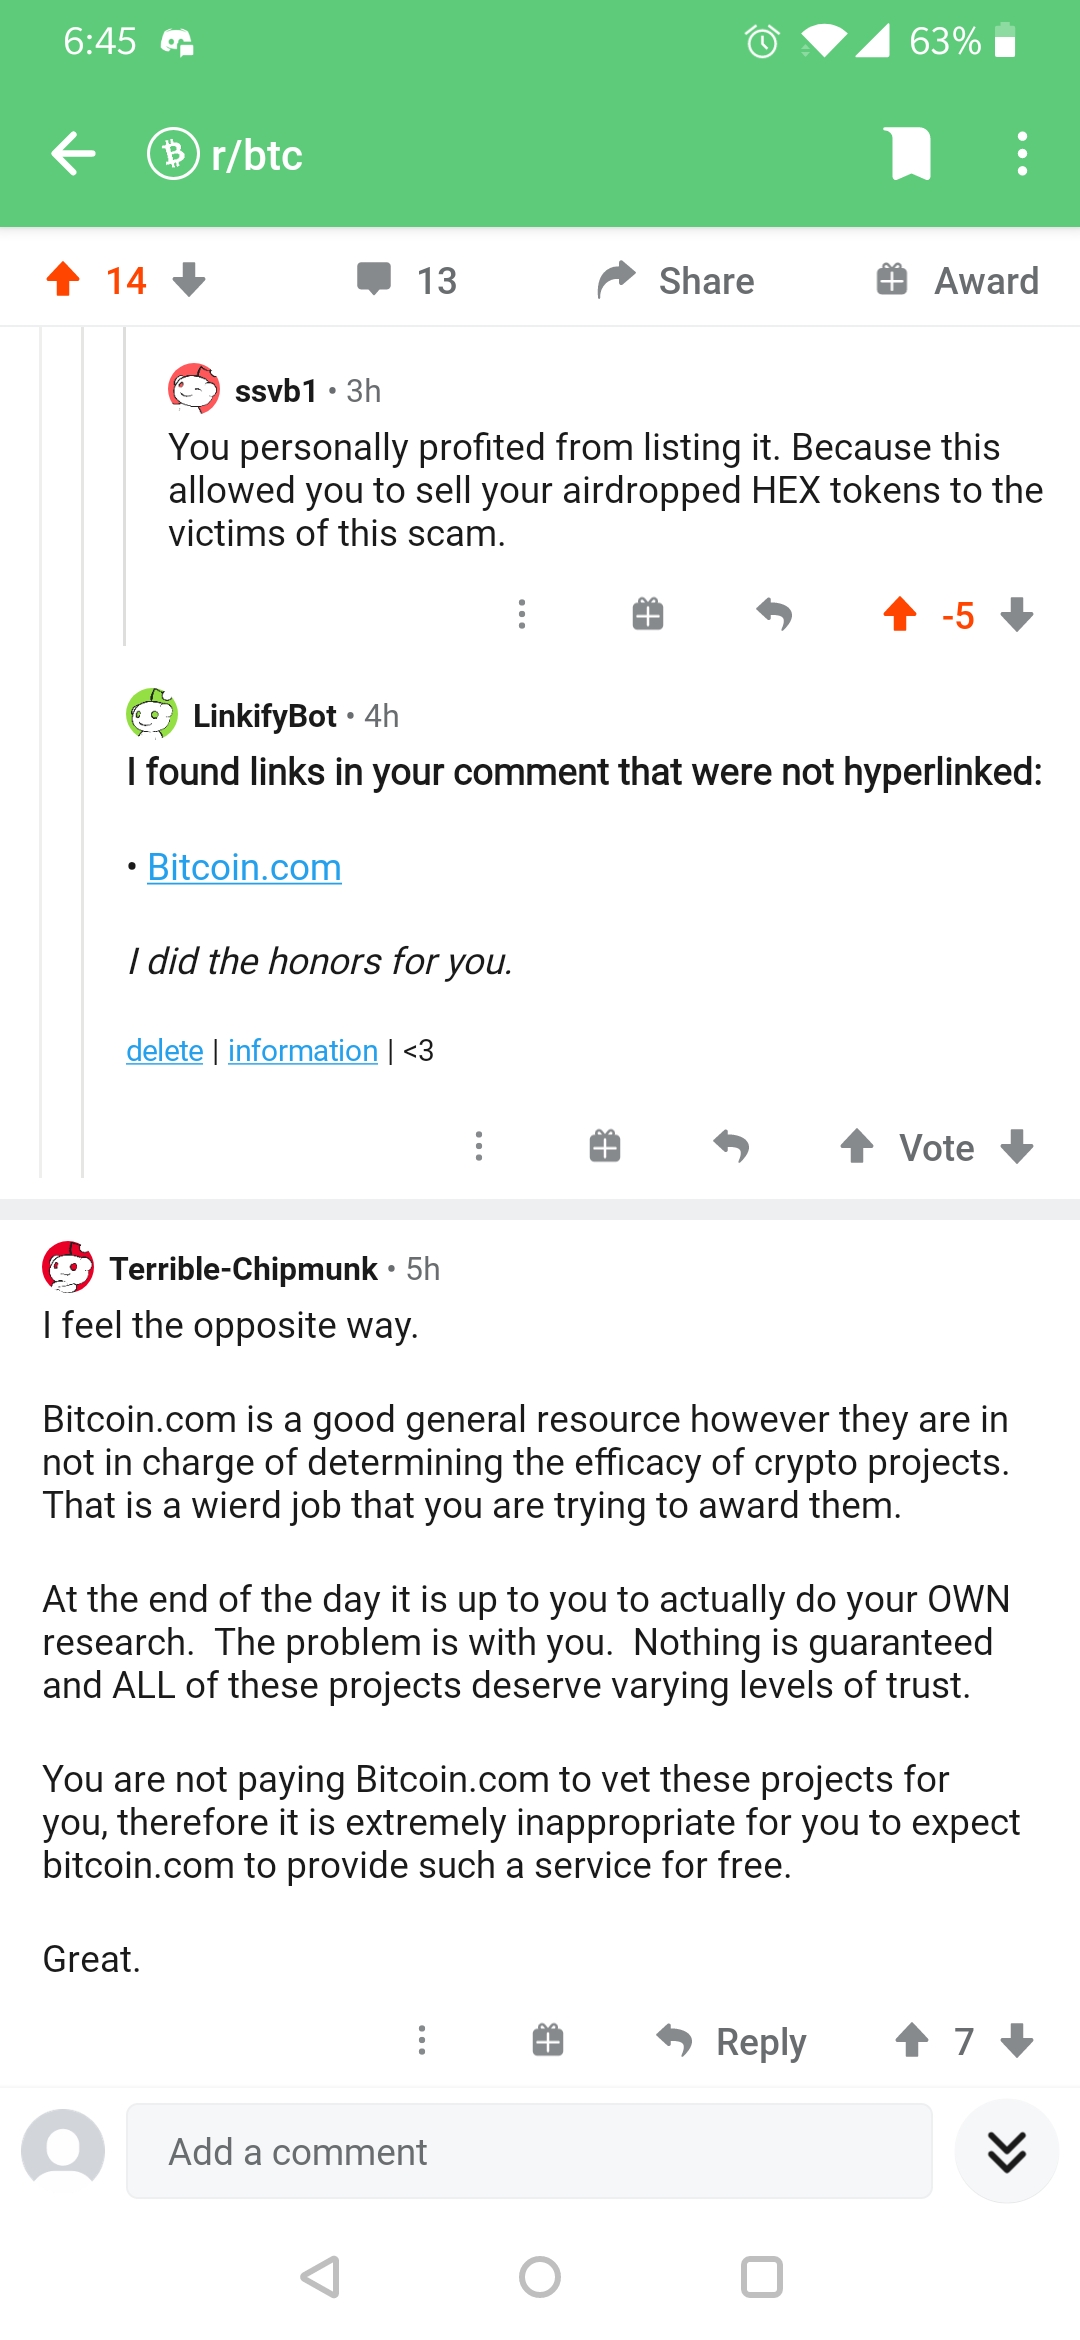 6:45
63%
r/btc
14
13
Share
Award
ssvb1 • 3h
You personally profited from listing it. Because this
allowed you to sell your airdropped HEX tokens to the
victims of this scam.
-5
LinkifyBot • 4h
I found links in your comment that were not hyperlinked:
• Bitcoin.com
I did the honors for you.
delete | information | <3
Vote
Terrible-Chipmunk • 5h
I feel the opposite way.
Bitcoin.com is a good general resource however they are in
not in charge of determining the efficacy of crypto projects.
That is a wierd job that you are trying to award them.
At the end of the day it is up to you to actually do your OWN
research.  The problem is with you.  Nothing is guaranteed
and ALL of these projects deserve varying levels of trust.
You are not paying Bitcoin.com to vet these projects for
you, therefore it is extremely inappropriate for you to expect
bitcoin.com to provide such a service for free.
Great.
Reply
7
Add a comment